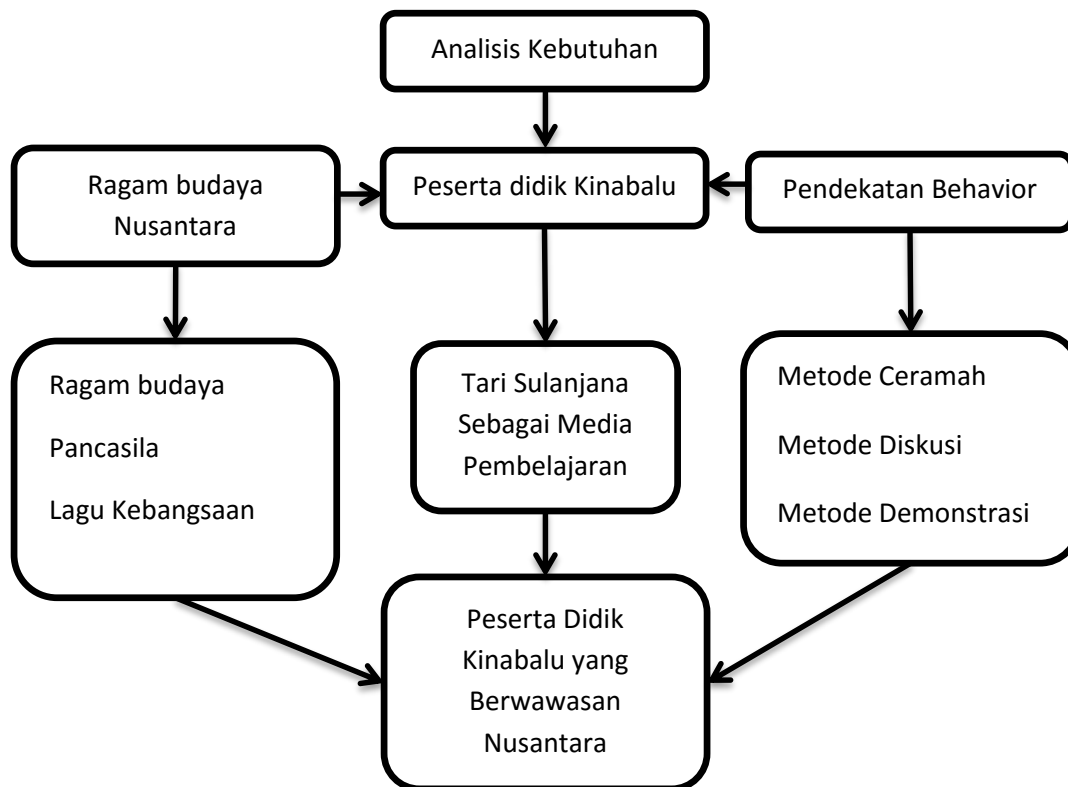 Analisis Kebutuhan
Ragam budaya
Nusantara
Peserta didik Kinabalu
Pendekatan Behavior
Ragam budaya
Pancasila
Lagu Kebangsaan
Tari Sulanjana
Sebagai Media
Pembelajaran
Metode Ceramah
Metode Diskusi
Metode Demonstrasi
Peserta Didik
Kinabalu yang
Berwawasan
Nusantara